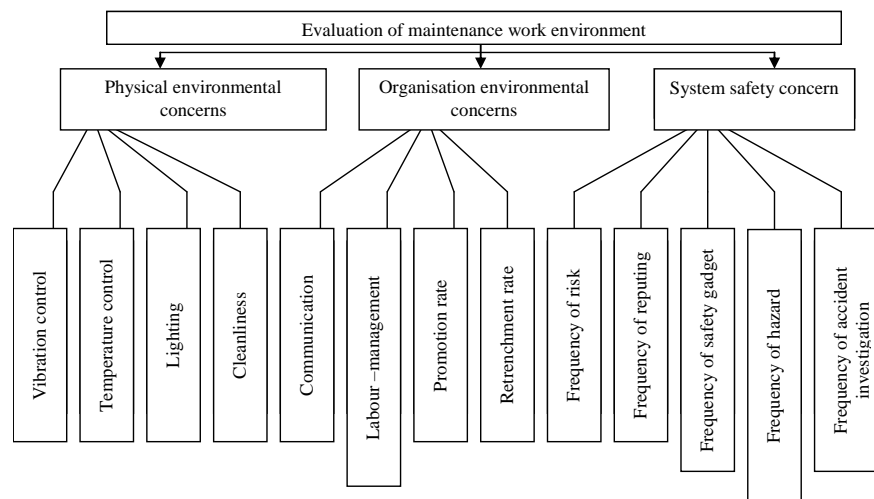 Evaluation of maintenance work environment
Physical environmental
concerns
Organisation environmental
concerns
System safety concern
Vibration control
Temperature control
Lighting
Cleanliness
Communication
Labour –management
Promotion rate
Retrenchment rate
Frequency of risk
Frequency of reputing
Frequency of safety gadget
Frequency of hazard
Frequency of accident
investigation